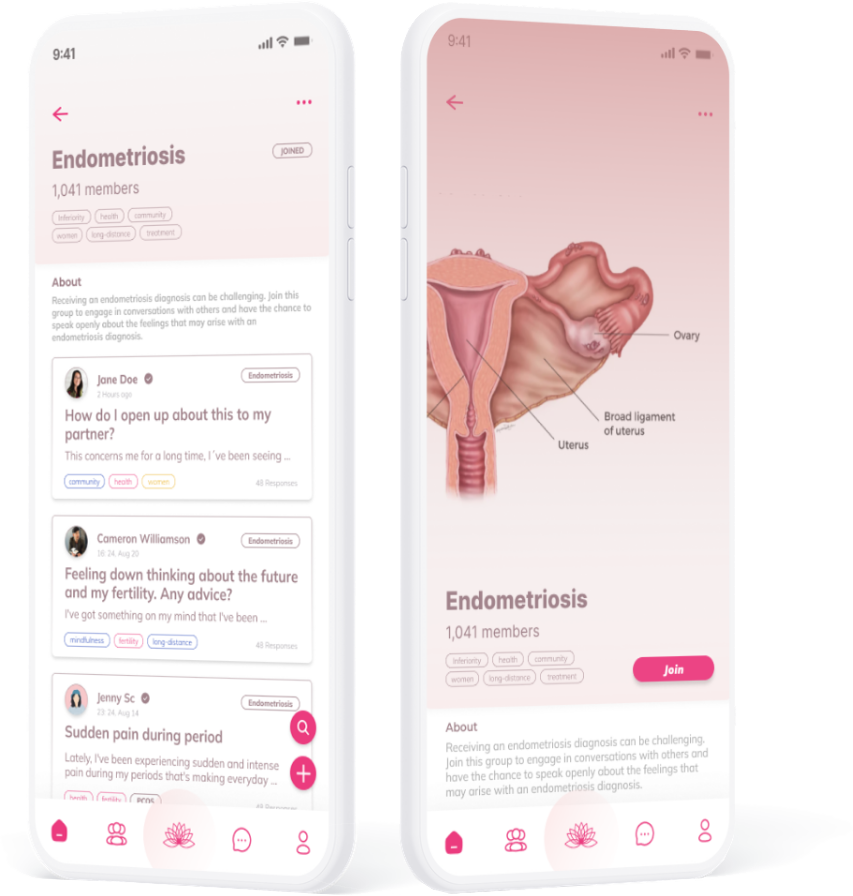 9:41
Endometriosis
JOINED
1,041 members
Inferiority health community
women long-distance treatment
About
Receiving an endometriosis diagnosis can be challenging. Join this
group to engage in conversations with others and have the chance to
speak openly about the feelings that may arise with an
endometriosis diagnosis.
Jane Doe
Endometriosis
2 Hours ago
How do I open up about this to my
partner?
This concerns me for a long time, I´ve been seeing ...
community health women
48 Responses
Cameron Williamson
Endometriosis
16: 24, Aug 20
Feeling down thinking about the future
and my fertility. Any advice?
I've got something on my mind that I've been ...
mindfulness fertility long-distance
48 Responses
Jenny Sc
Endometriosis
23: 24, Aug 14
Sudden pain during period
Lately, I've been experiencing sudden and intense
pain during my periods that's making everyday ...
health fertility PCOS
48 Responses
9:41
Ovary
Broad ligament
of uterus
Uterus
Endometriosis
1,041 members
Inferiority health community
women long-distance treatment
Join
About
Receiving an endometriosis diagnosis can be challenging.
Join this group to engage in conversations with others and
have the chance to speak openly about the feelings that
may arise with an endometriosis diagnosis.